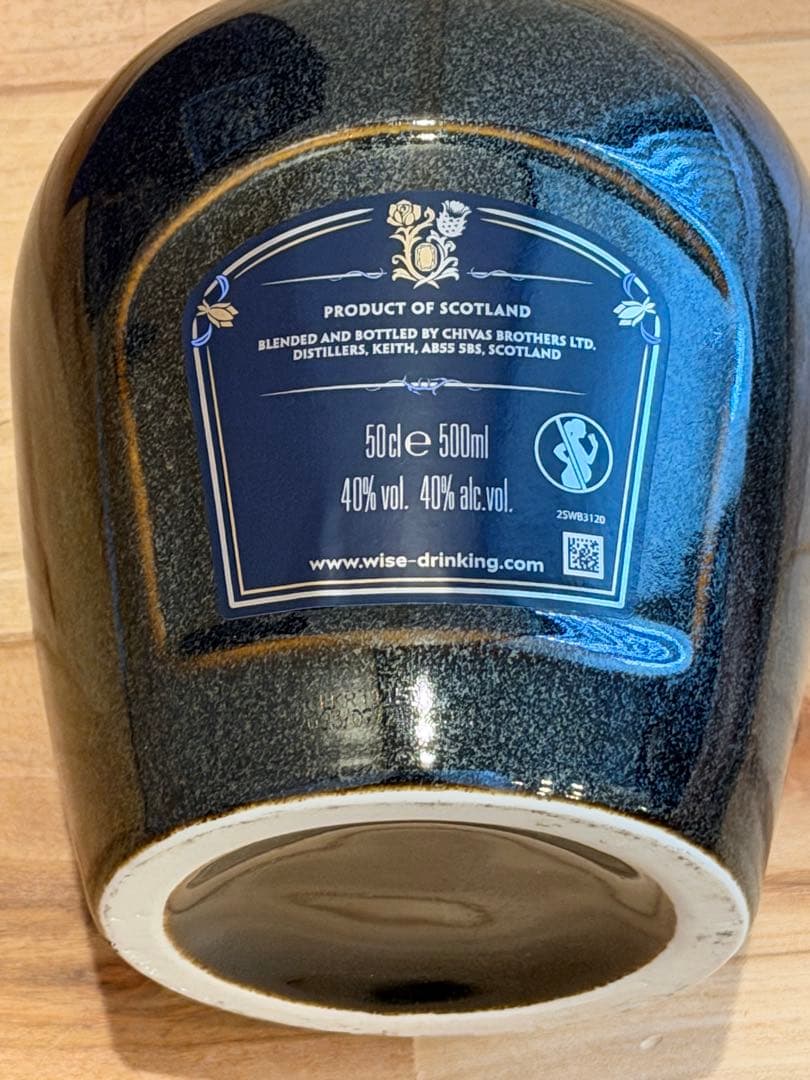 PRODUCT OF SCOTLAND
BLENDED AND BOTTLED BY CHIVAS BROTHERS LTD.
DISTILLERS, KEITH, AB55 5BS, SCOTLAND
50cl e 500ml
40% vol. 40% alc.vol.
25WB3120
www.wise-drinking.com